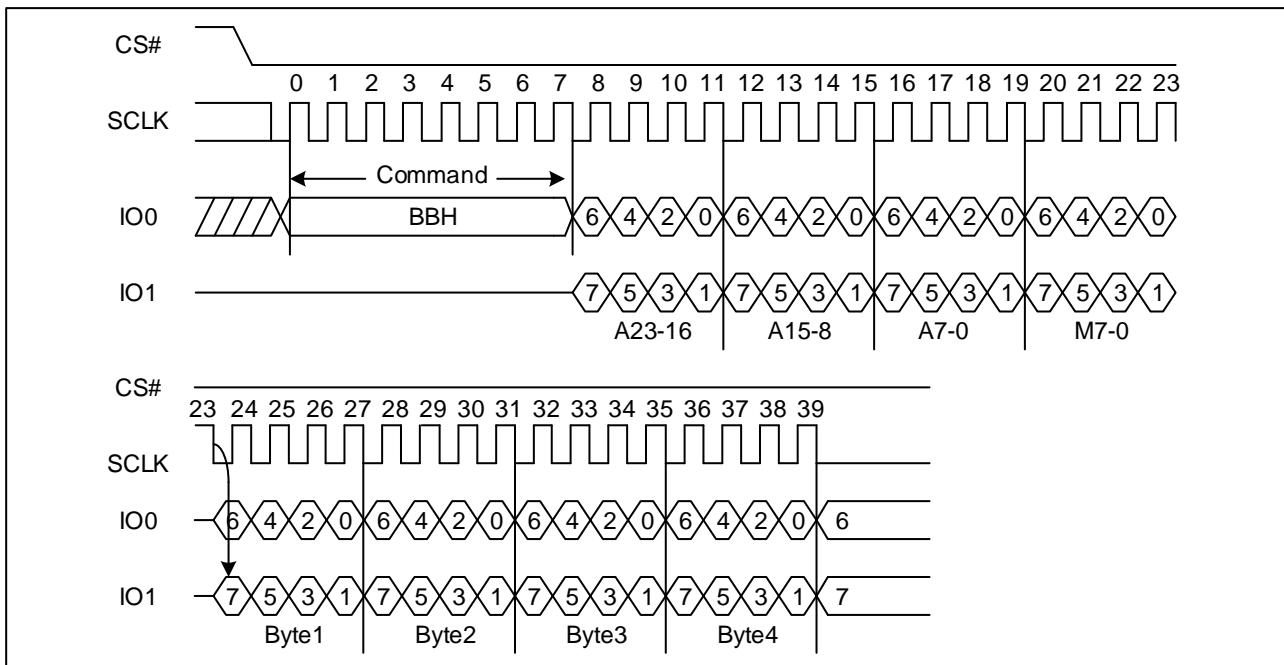 CS#
0 1 2 3 4 5 6 7 8 9 10 11 12 13 14 15 16 17 18 19 20 21 22 23
SCLK
Command
IO0 BBH 6 4 2 0 6 4 2 0 6 4 2 0 6 4 2 0
IO1 7 5 3 1 7 5 3 1 7 5 3 1 7 5 3 1
A23-16 A15-8 A7-0 M7-0
CS#
23 24 25 26 27 28 29 30 31 32 33 34 35 36 37 38 39
SCLK
IO0 6 4 2 0 6 4 2 0 6 4 2 0 6 4 2 0 6
IO1 7 5 3 1 7 5 3 1 7 5 3 1 7 5 3 1 7
Byte1 Byte2 Byte3 Byte4